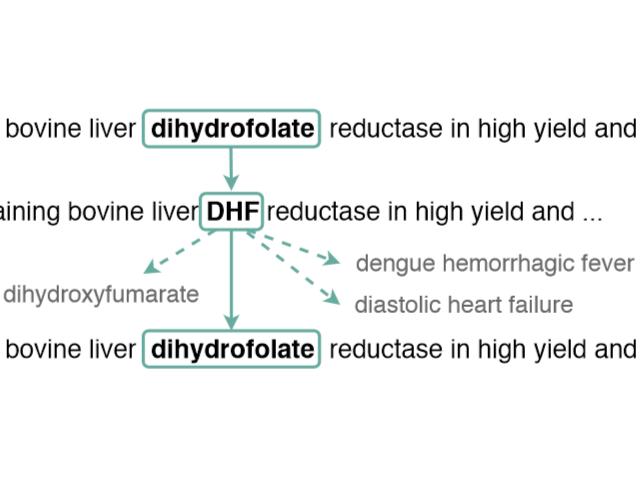 bovine liver dihydrofolate reductase in high yield and
aining bovine liver DHF reductase in high yield and ...
dengue hemorrhagic fever
dihydroxyfumarate
diastolic heart failure
bovine liver dihydrofolate reductase in high yield and